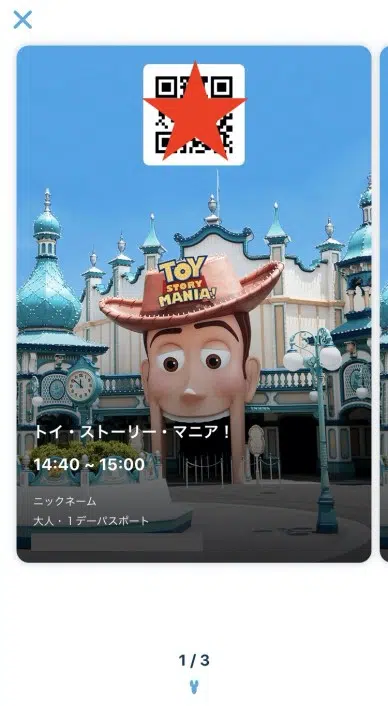 TOY
STORY
MANIA!
トイ・ストーリー・マニア！
14:40 ~ 15:00
ニックネーム
大人・1デーパスポート
1 / 3